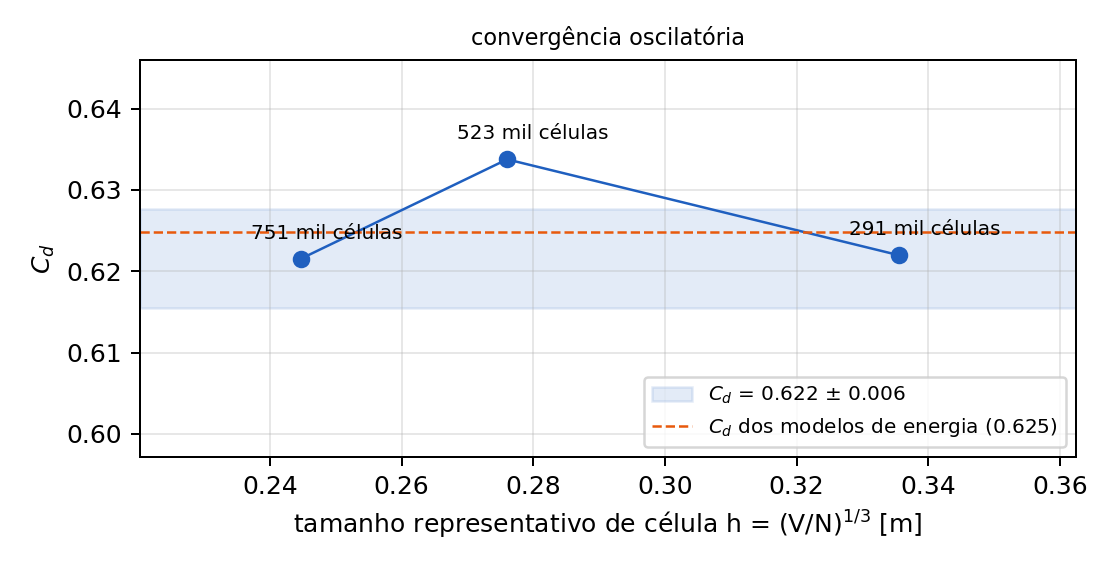 convergência oscilatória
0.64
0.63
0.62
0.61
0.60
C_d
523 mil células
751 mil células
291 mil células
C_d = 0.622 ± 0.006
C_d dos modelos de energia (0.625)
0.24 0.26 0.28 0.30 0.32 0.34 0.36
tamanho representativo de célula h = (V/N)^{1/3} [m]